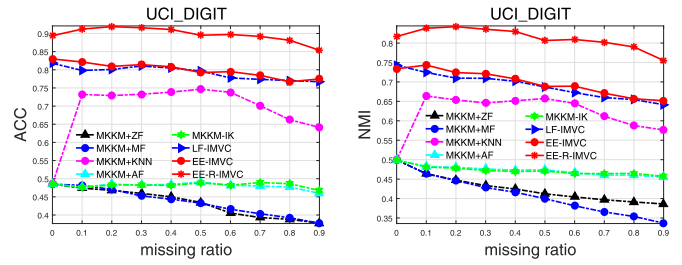 UCI_DIGIT
ACC
0.9
0.85
0.8
0.75
0.7
0.65
0.6
0.55
0.5
0.45
0.4
MKKM+ZF
MKKM+MF
MKKM+KNN
MKKM+AF
MKKM-IK
LF-IMVC
EE-IMVC
EE-R-IMVC
0 0.1 0.2 0.3 0.4 0.5 0.6 0.7 0.8 0.9
missing ratio
UCI_DIGIT
NMI
0.8
0.75
0.7
0.65
0.6
0.55
0.5
0.45
0.4
0.35
MKKM+ZF
MKKM+MF
MKKM+KNN
MKKM+AF
MKKM-IK
LF-IMVC
EE-IMVC
EE-R-IMVC
0 0.1 0.2 0.3 0.4 0.5 0.6 0.7 0.8 0.9
missing ratio